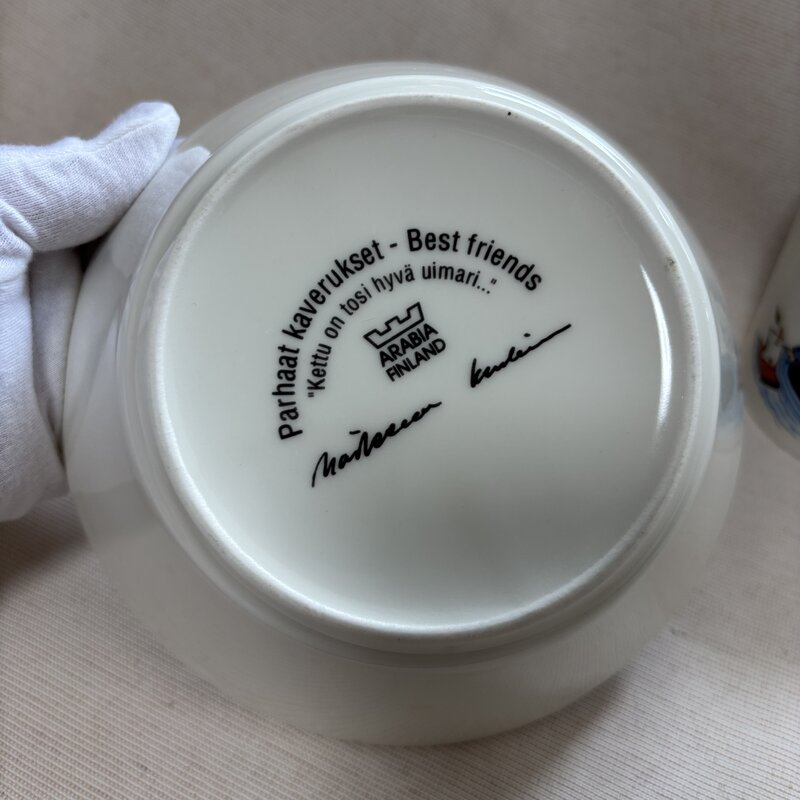 Parhaat kaverukset - Best friends
"Kettu on tosi hyvä uimari..."
ARABIA
FINLAND